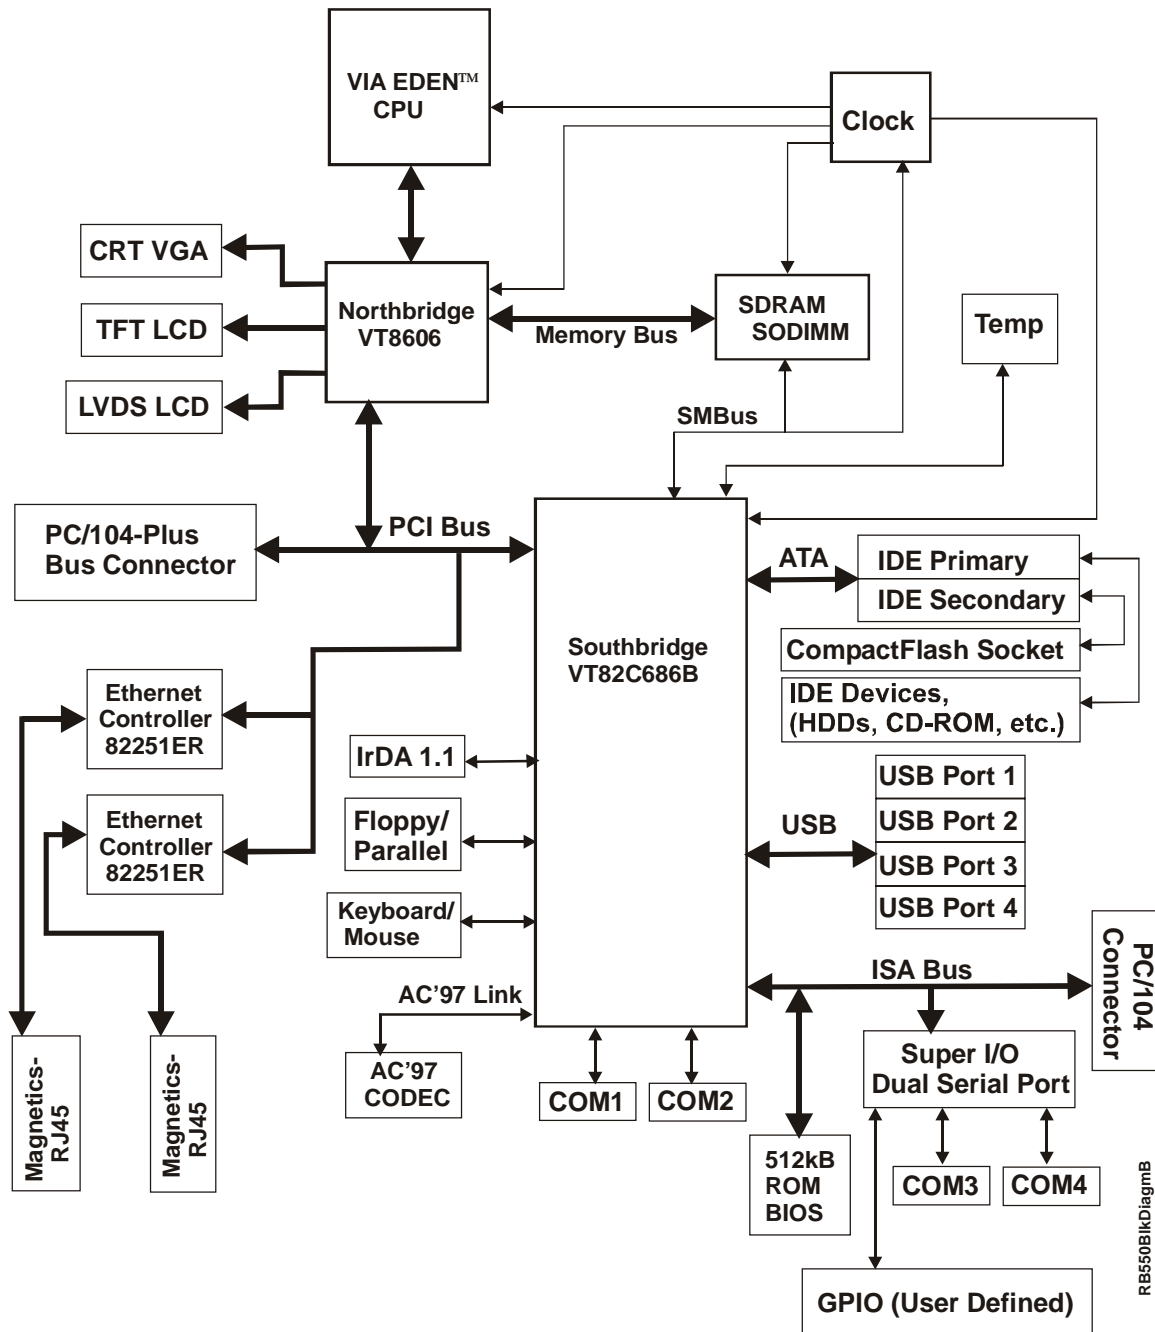 VIA EDEN™
CPU
Clock
CRT VGA
TFT LCD
LVDS LCD
Northbridge
VT8606
Memory Bus
SDRAM
SODIMM
Temp
SMBus
PC/104-Plus
Bus Connector
PCI Bus
Southbridge
VT82C686B
ATA
IDE Primary
IDE Secondary
CompactFlash Socket
IDE Devices,
(HDDs, CD-ROM, etc.)
Ethernet
Controller
82251ER
Ethernet
Controller
82251ER
IrDA 1.1
Floppy/
Parallel
Keyboard/
Mouse
USB
USB Port 1
USB Port 2
USB Port 3
USB Port 4
AC'97 Link
AC'97
CODEC
COM1
COM2
ISA Bus
PC/104
Connector
Super I/O
Dual Serial Port
512kB
ROM
BIOS
COM3
COM4
GPIO (User Defined)
Magnetics-
RJ45
Magnetics-
RJ45
RB550BlkDiagmB